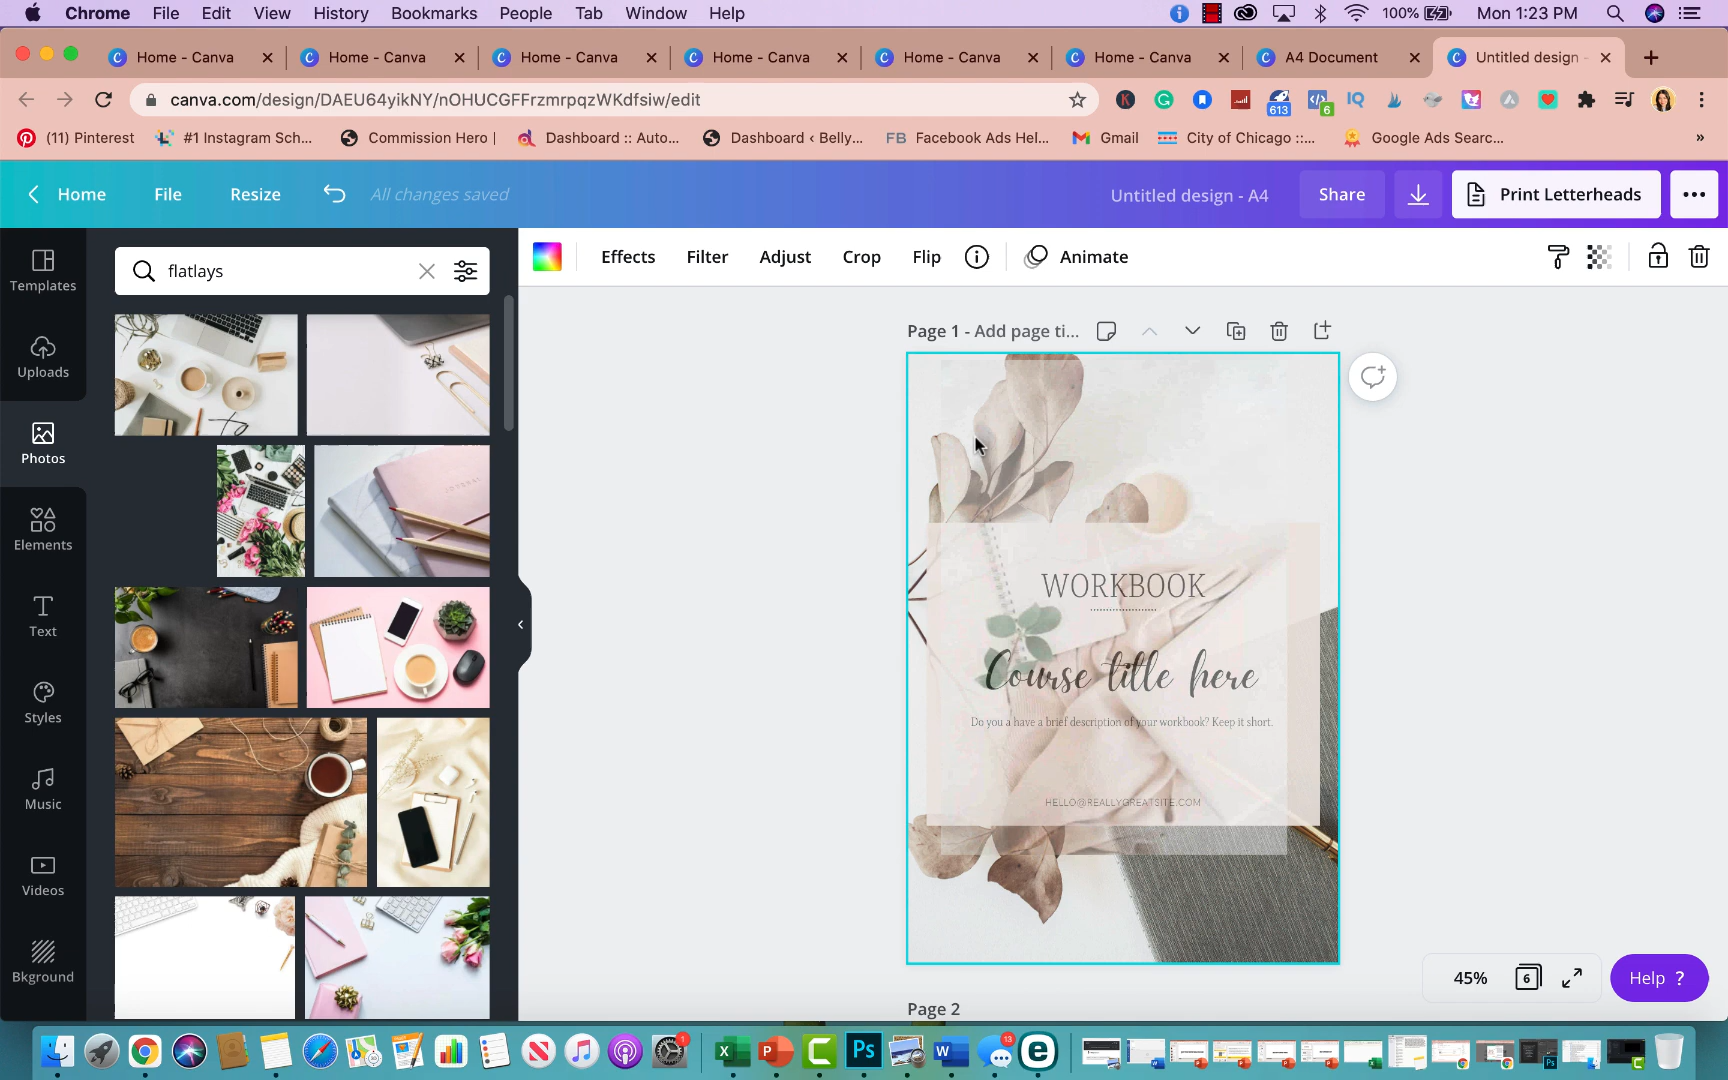 Chrome File Edit View History Bookmarks People Tab Window Help 100% Mon 1:23 PM
Home - Canva Home - Canva Home - Canva Home - Canva Home - Canva Home - Canva A4 Document Untitled design -
canva.com/design/DAEU64yikNY/nOHUCGFFrzmrpqzWKdfsiw/edit 613 6
(11) Pinterest #1 Instagram Sch... Commission Hero | Dashboard :: Auto... Dashboard ‹ Belly... FB Facebook Ads Hel... Gmail City of Chicago ::... Google Ads Searc... »
Home File Resize All changes saved Untitled design - A4 Share Print Letterheads
flatlays
Effects Filter Adjust Crop Flip Animate
Templates
Uploads
Photos
Elements
Text
Styles
Music
Videos
Bkground
Page 1 - Add page ti...
WORKBOOK
Course title here
Do you a have a brief description of your workbook? Keep it short.
HELLO@REALLYGREATSITE.COM
45% 6 Help ?
Page 2
1 Ps W 13 e